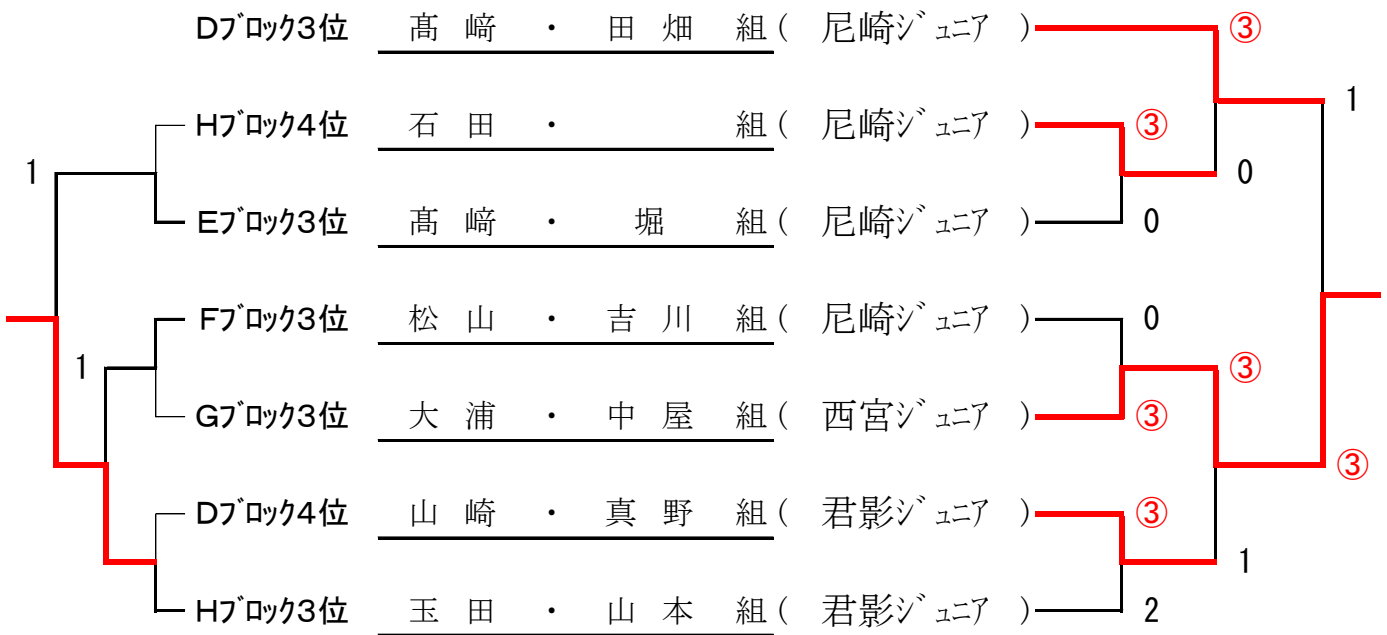 Dﾌﾞﾛｯｸ3位 髙 﨑 ・ 田 畑 組 ( 尼崎ｼﾞｭﾆｱ ) ③
1
Hﾌﾞﾛｯｸ4位 石 田 ・ 組 ( 尼崎ｼﾞｭﾆｱ ) ③
1 0
Eﾌﾞﾛｯｸ3位 髙 﨑 ・ 堀 組 ( 尼崎ｼﾞｭﾆｱ ) 0
Fﾌﾞﾛｯｸ3位 松 山 ・ 吉 川 組 ( 尼崎ｼﾞｭﾆｱ ) 0
1 ③
Gﾌﾞﾛｯｸ3位 大 浦 ・ 中 屋 組 ( 西宮ｼﾞｭﾆｱ ) ③
③
Dﾌﾞﾛｯｸ4位 山 崎 ・ 真 野 組 ( 君影ｼﾞｭﾆｱ ) ③
1
Hﾌﾞﾛｯｸ3位 玉 田 ・ 山 本 組 ( 君影ｼﾞｭﾆｱ ) 2